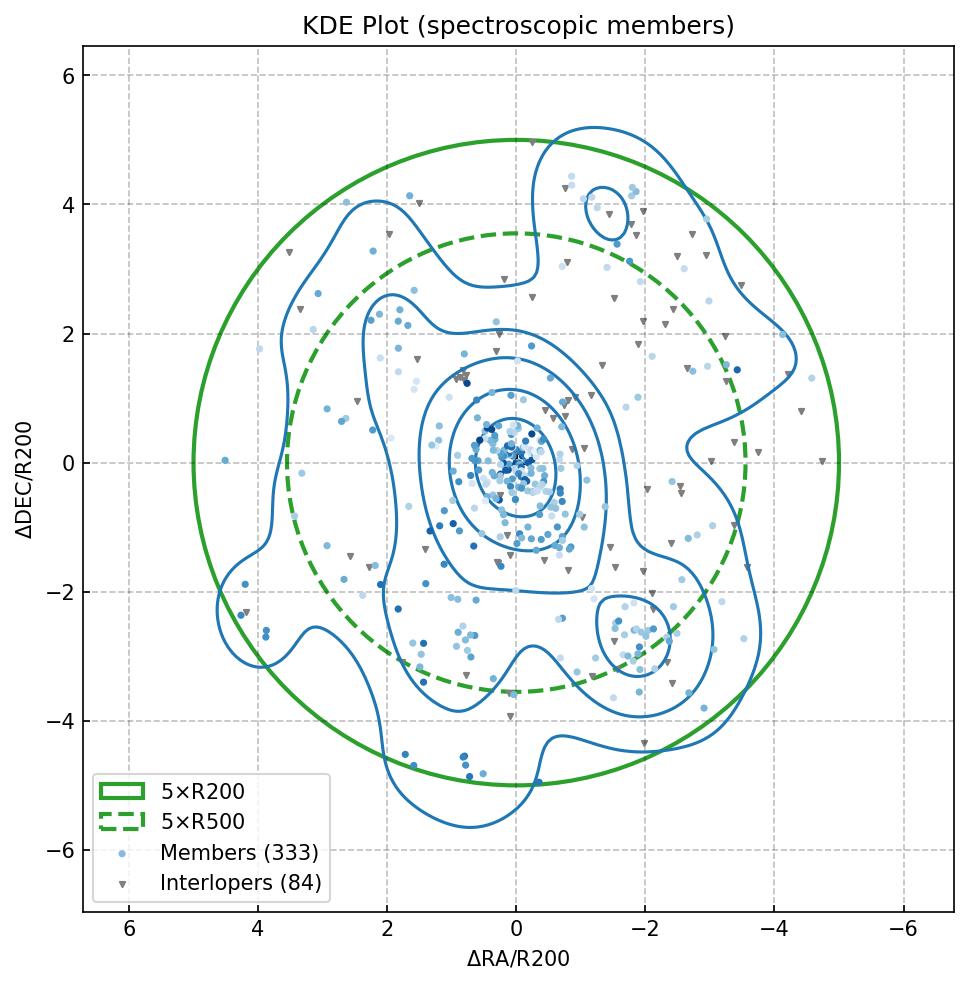 KDE Plot (spectroscopic members)
6
4
2
0
−2
−4
−6
ΔDEC/R200
5×R200
5×R500
Members (333)
Interlopers (84)
6 4 2 0 −2 −4 −6
ΔRA/R200